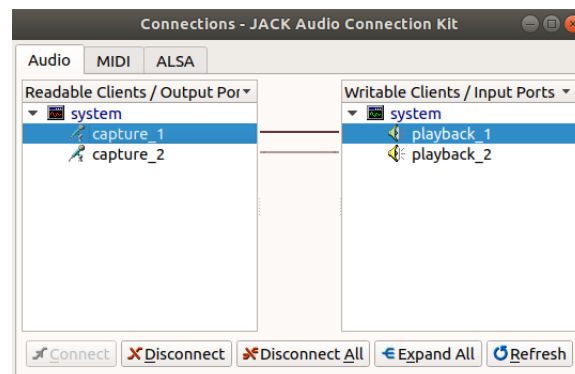 Connections - JACK Audio Connection Kit
Audio MIDI ALSA
Readable Clients / Output Por
system
capture_1
capture_2
Writable Clients / Input Ports
system
playback_1
playback_2
Connect Disconnect Disconnect All Expand All Refresh